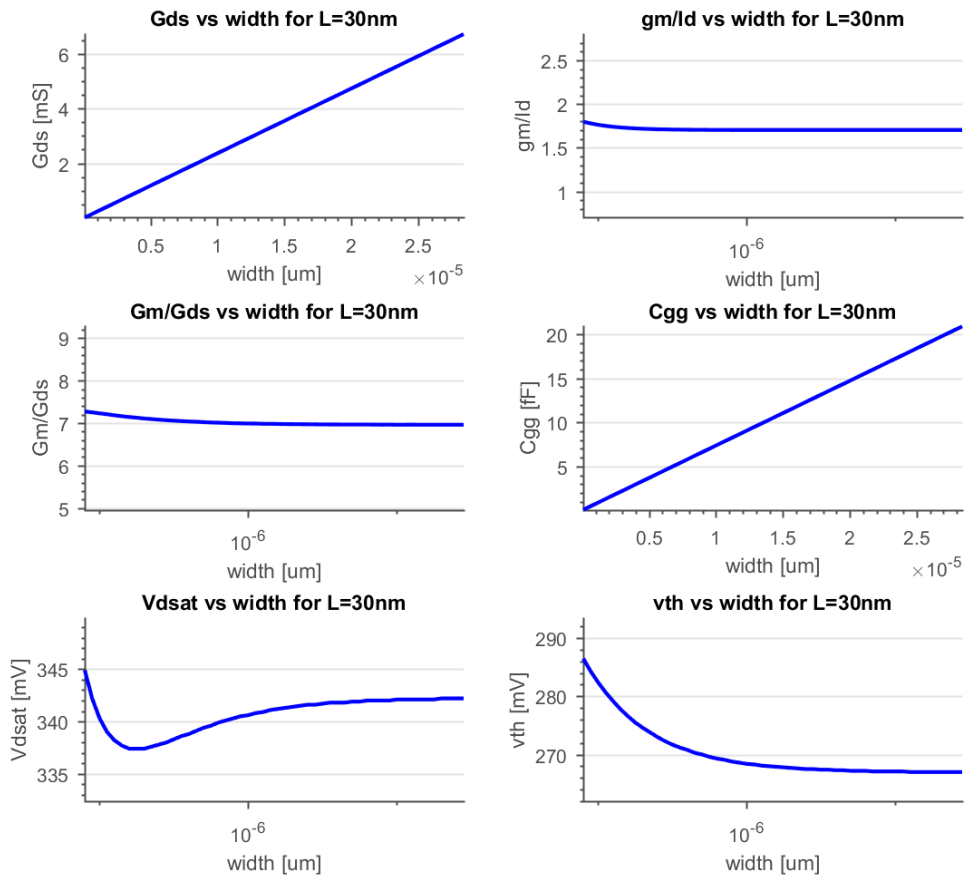 Gds vs width for L=30nm
Gds [mS]
6
4
2
0.5
1
1.5
2
2.5
×10-5
width [um]
gm/Id vs width for L=30nm
gm/Id
2.5
2
1.5
1
10-6
width [um]
Gm/Gds vs width for L=30nm
Gm/Gds
9
8
7
6
5
10-6
width [um]
Cgg vs width for L=30nm
Cgg [fF]
20
15
10
5
0.5
1
1.5
2
2.5
×10-5
width [um]
Vdsat vs width for L=30nm
Vdsat [mV]
345
340
335
10-6
width [um]
vth vs width for L=30nm
vth [mV]
290
280
270
10-6
width [um]